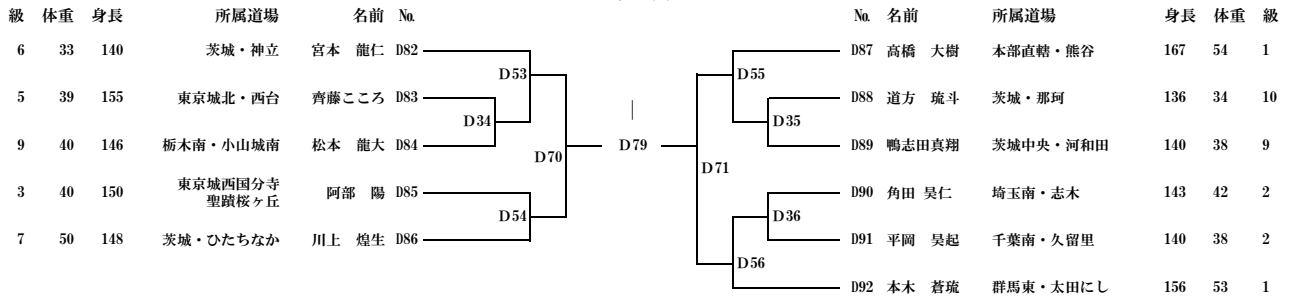 級 体重 身長 所属道場 名前 No. No. 名前 所属道場 身長 体重 級
6 33 140 茨城・神立 宮本 龍仁 D82 D87 高橋 大樹 本部直轄・熊谷 167 54 1
D53 D55
5 39 155 東京城北・西台 齊藤こころ D83 D88 道方 琉斗 茨城・那珂 136 34 10
D34 D35
9 40 146 栃木南・小山城南 松本 龍大 D84 D79 D89 鴨志田真翔 茨城中央・河和田 140 38 9
D70 D71
3 40 150 東京城西国分寺 阿部 陽 D85 D90 角田 昊仁 埼玉南・志木 143 42 2
聖蹟桜ヶ丘
D54 D36
7 50 148 茨城・ひたちなか 川上 煌生 D86 D91 平岡 昊起 千葉南・久留里 140 38 2
D56
D92 本木 蒼琉 群馬東・太田にし 156 53 1